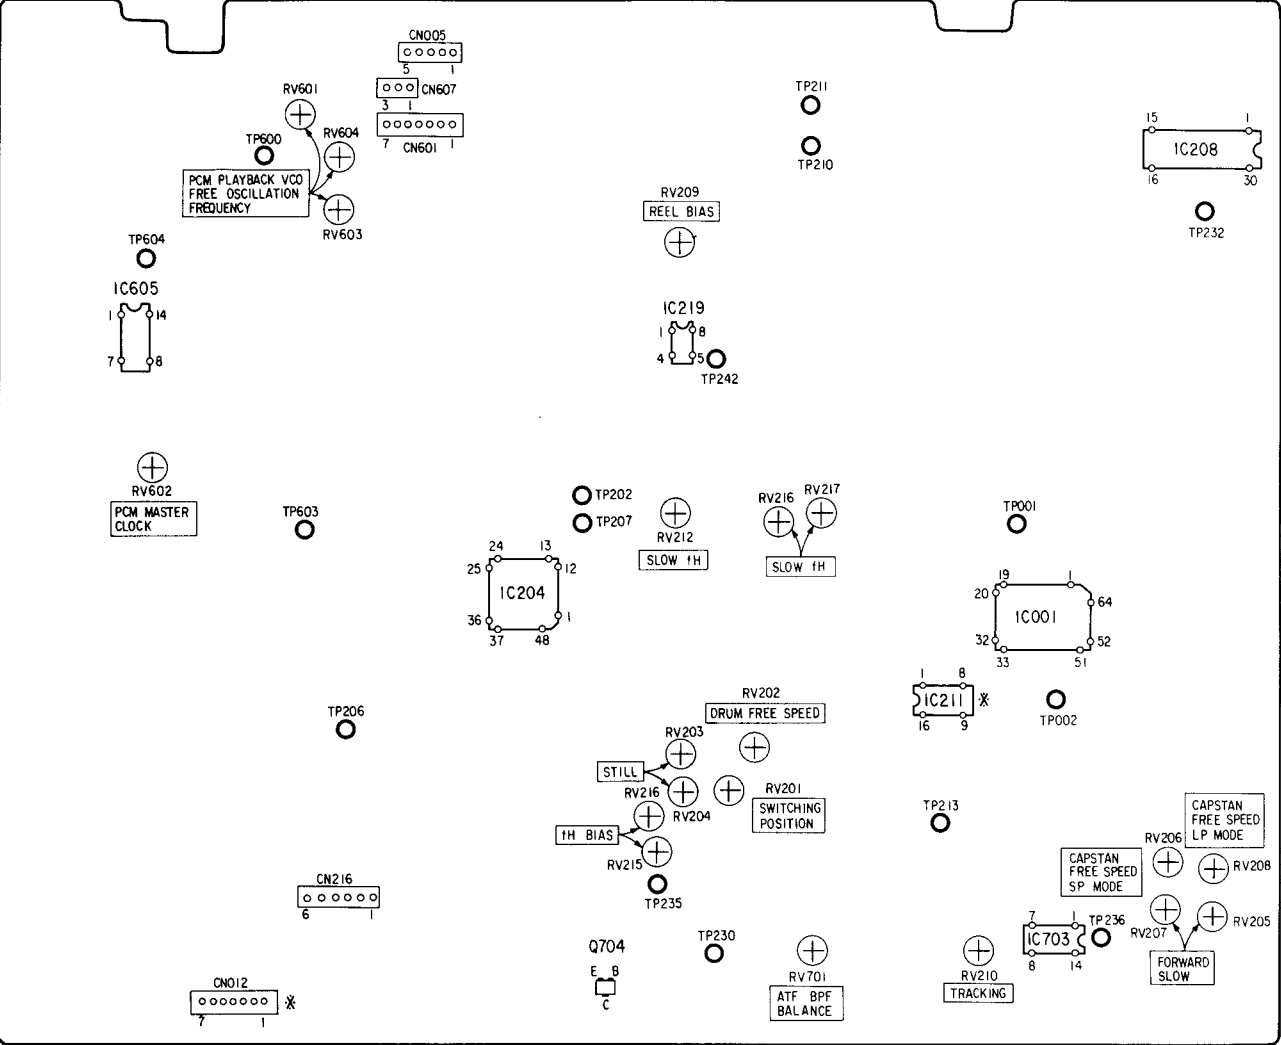 CN005
5 1
RV601
CN607
3 1
TP600
RV604
7 1
CN601
PCM PLAYBACK VCO
FREE OSCILLATION
FREQUENCY
RV603
TP604
IC605
1 14
7 8
TP211
TP210
RV209
REEL BIAS
15 1
IC208
16 30
TP232
IC219
1 8
4 5
TP242
RV602
PCM MASTER
CLOCK
TP603
TP202
TP207
RV212
SLOW fH
RV216
RV217
SLOW fH
TP001
24 13
25 12
IC204
36 1
37 48
19 1
20 64
IC001
32 52
33 51
1 8
IC211 ※
16 9
TP002
TP206
RV202
DRUM FREE SPEED
RV203
STILL
RV204
RV201
SWITCHING
POSITION
RV216
fH BIAS
RV215
TP235
TP213
CAPSTAN
FREE SPEED
LP MODE
RV206
RV208
CAPSTAN
FREE SPEED
SP MODE
RV207
RV205
FORWARD
SLOW
CN216
6 1
7 1
IC703
8 14
TP236
Q704
E B
C
TP230
RV701
ATF BPF
BALANCE
RV210
TRACKING
CN012
※
7 1